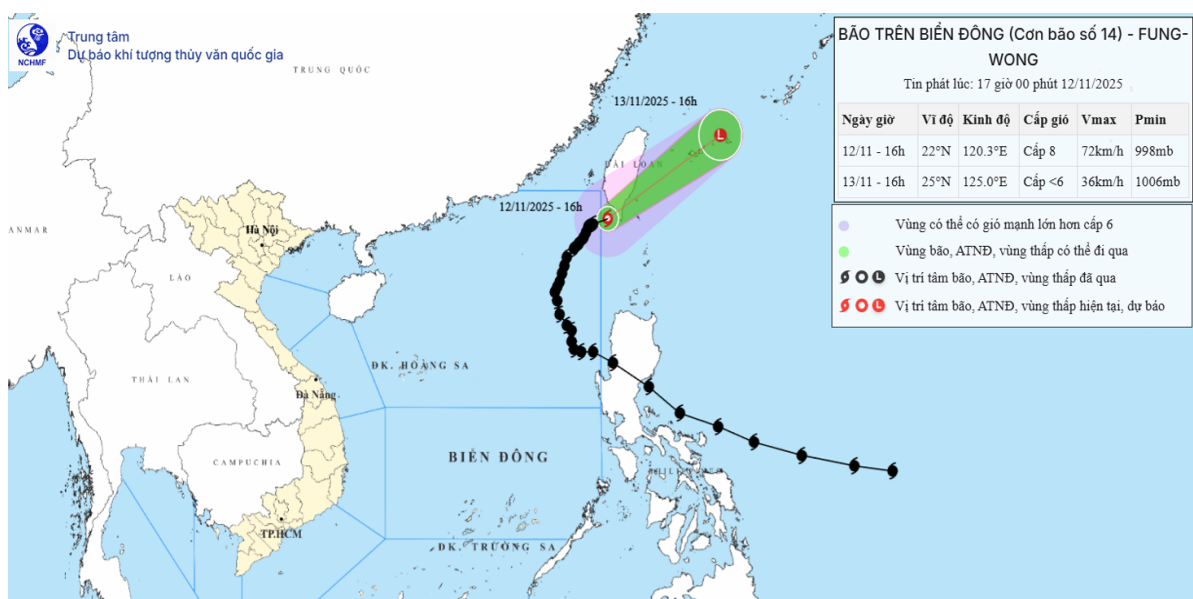 Trung tâm
Dự báo khí tượng thủy văn quốc gia
NCHMF
BÃO TRÊN BIỂN ĐÔNG (Cơn bão số 14) - FUNG-
WONG
Tin phát lúc: 17 giờ 00 phút 12/11/2025
Ngày giờ Vĩ độ Kinh độ Cấp gió Vmax Pmin
12/11 - 16h 22°N 120.3°E Cấp 8 72km/h 998mb
13/11 - 16h 25°N 125.0°E Cấp <6 36km/h 1006mb
Vùng có thể có gió mạnh lớn hơn cấp 6
Vùng bão, ATNĐ, vùng thấp có thể đi qua
L Vị trí tâm bão, ATNĐ, vùng thấp đã qua
L Vị trí tâm bão, ATNĐ, vùng thấp hiện tại, dự báo
TRUNG QUỐC
13/11/2025 - 16h
L
ĐÀI LOAN
12/11/2025 - 16h
ANMAR
Hà Nội
LÀO
ĐK. HOÀNG SA
THÁI LAN
Đà Nẵng
BIỂN ĐÔNG
CAMPUCHIA
TP.HCM
ĐK. TRƯỜNG SA